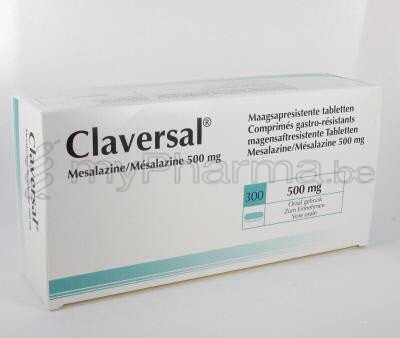 Claversal®
Mesalazine/Mésalazine 500 mg
Maagsapresistente tabletten
Comprimés gastro-résistants
magensaftresistente Tabletten
Mesalazine/Mésalazine 500 mg
300
500 mg
Oraal gebruik
Zum Einnehmen
Voie orale
myPharma.be
Claversal®